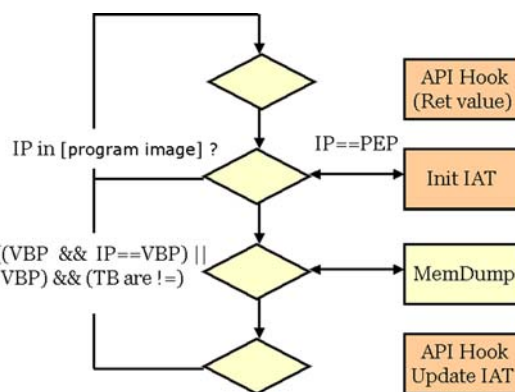 API Hook
(Ret value)
IP in [program image] ?
IP==PEP
Init IAT
((VBP && IP==VBP) ||
VBP) && (TB are !=)
MemDump
API Hook
Update IAT